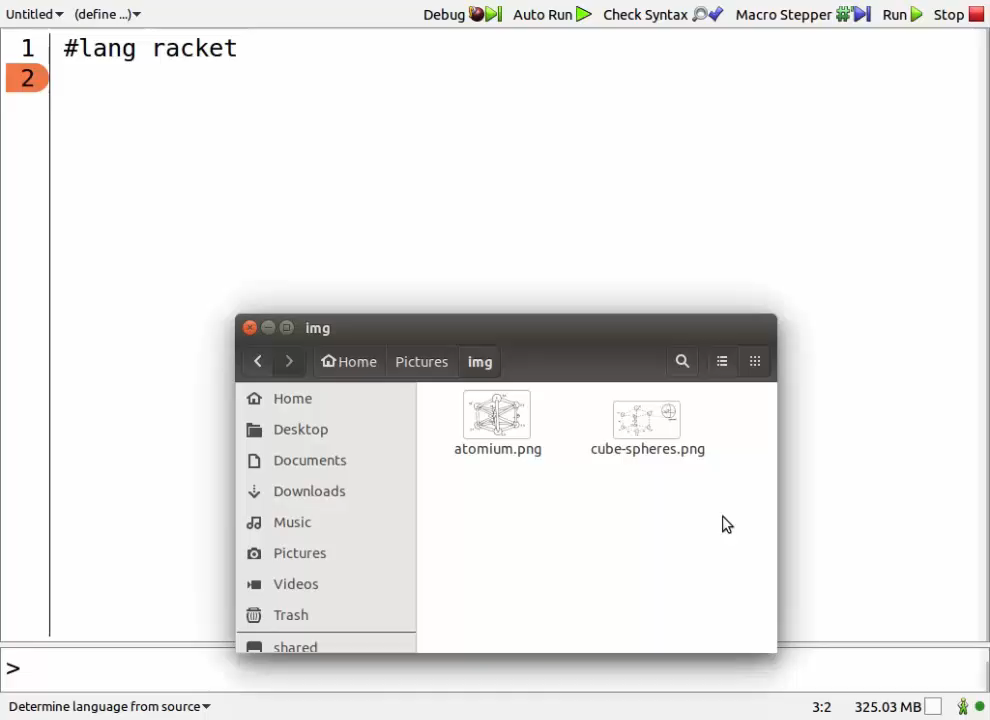 Untitled (define ...) Debug Auto Run Check Syntax Macro Stepper Run Stop
1 #lang racket
2
img
Home Pictures img
Home
Desktop
Documents
Downloads
Music
Pictures
Videos
Trash
shared
atomium.png cube-spheres.png
>
Determine language from source 3:2 325.03 MB